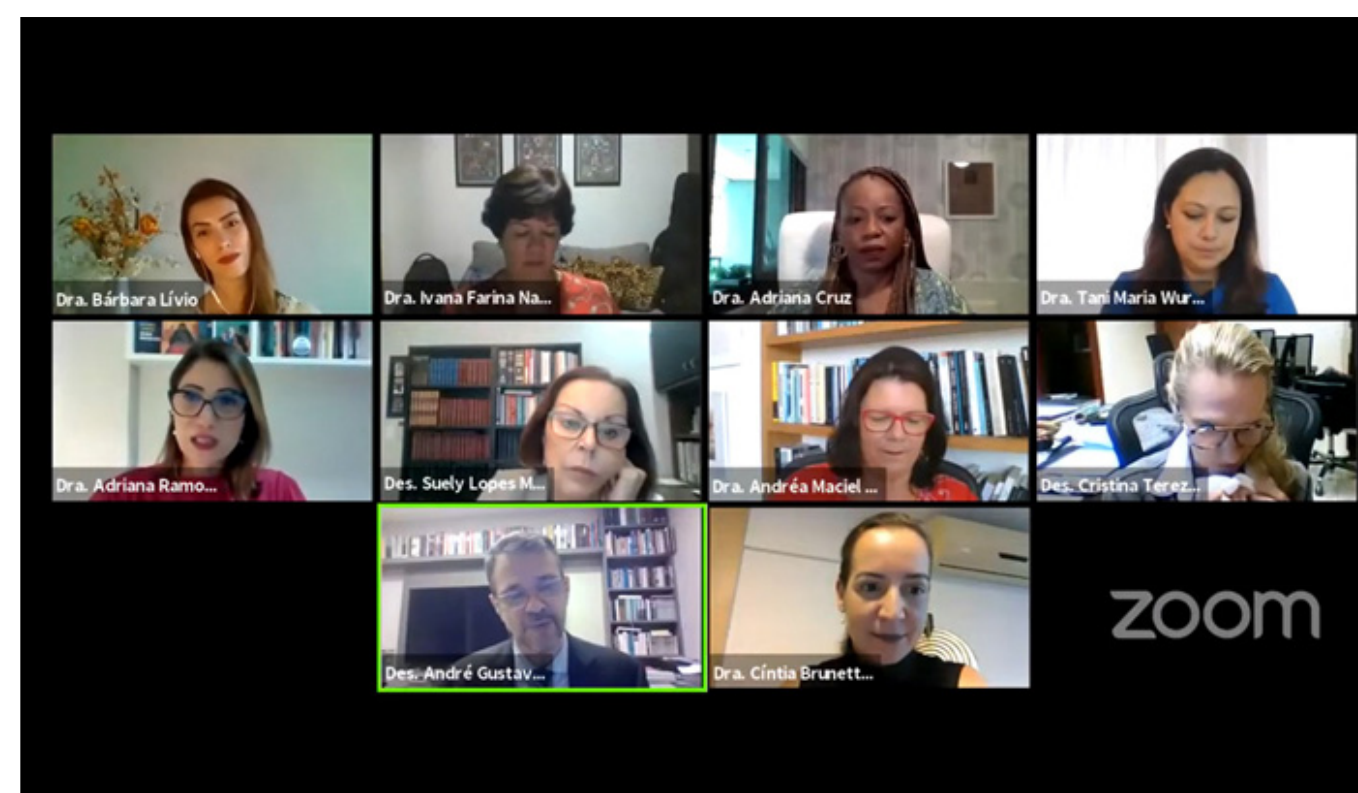 Dra. Bárbara Lívio
Dra. Ivana Farina Na...
Dra. Adriana Cruz
Dra. Tani Maria Wur...
Dra. Adriana Ramo...
Des. Suely Lopes M...
Dra. Andréa Maciel ...
Des. Cristina Terez...
Des. André Gustav...
Dra. Cíntia Brunett...
zoom